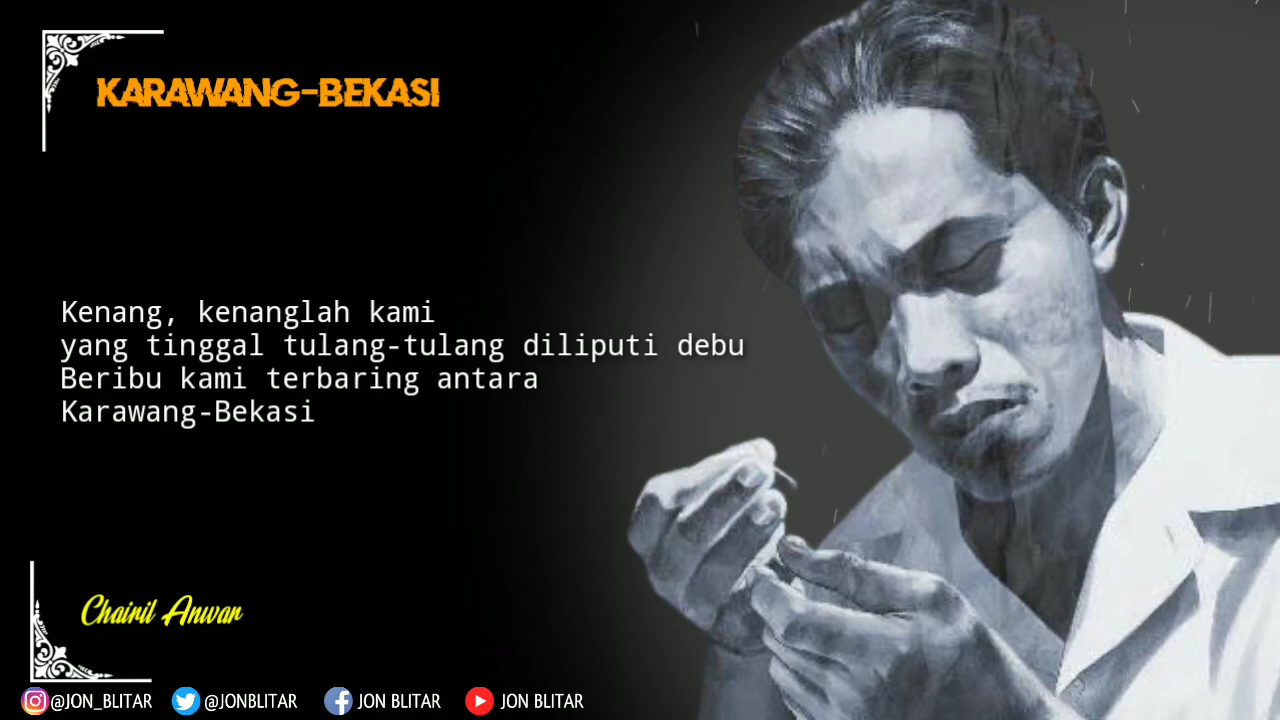 KARAWANG-BEKASI
Kenang, kenanglah kami
yang tinggal tulang-tulang diliputi debu
Beribu kami terbaring antara
Karawang-Bekasi
Chairil Anwar
@JON_BLITAR @JONBLITAR JON BLITAR JON BLITAR